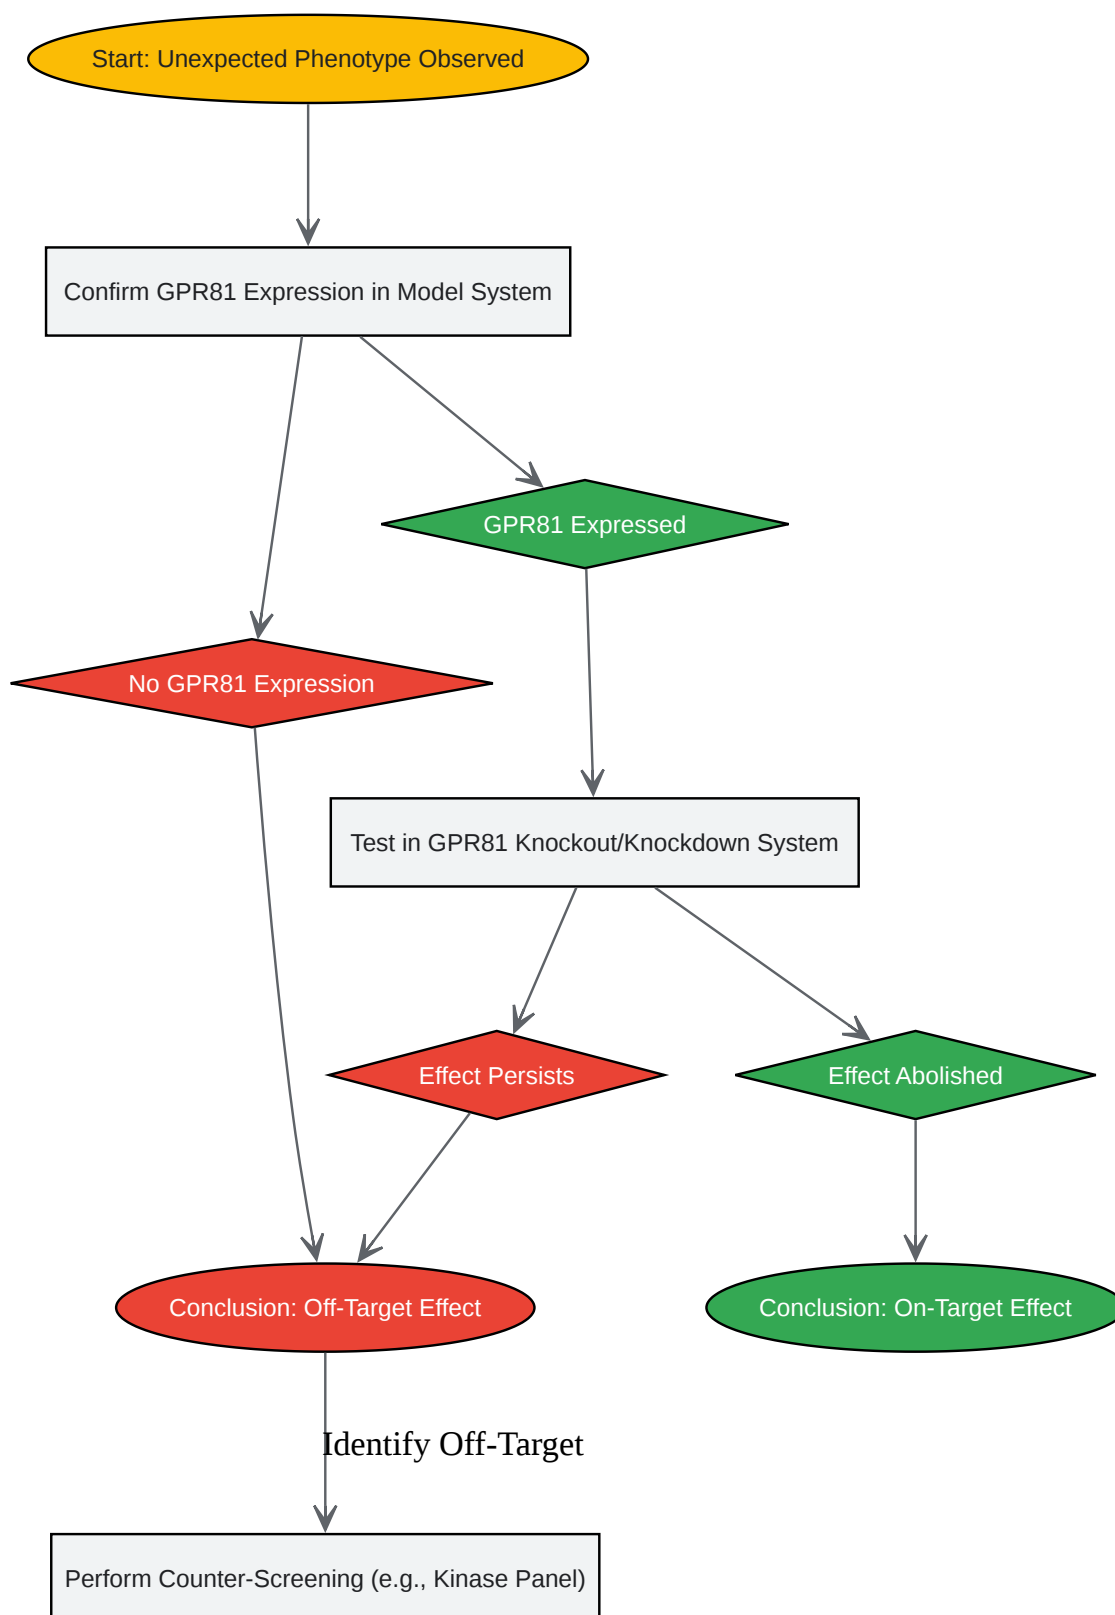 Start: Unexpected Phenotype Observed
Confirm GPR81 Expression in Model System
GPR81 Expressed
No GPR81 Expression
Test in GPR81 Knockout/Knockdown System
Effect Persists
Effect Abolished
Conclusion: Off-Target Effect
Conclusion: On-Target Effect
Identify Off-Target
Perform Counter-Screening (e.g., Kinase Panel)